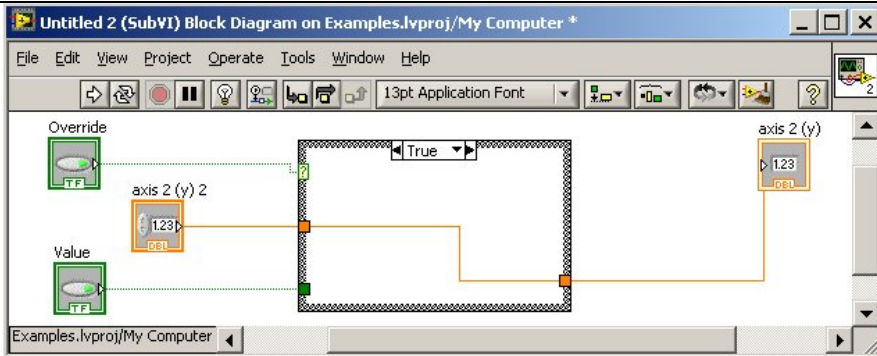 Untitled 2 (SubVI) Block Diagram on Examples.lvproj/My Computer *
File Edit View Project Operate Tools Window Help
13pt Application Font
2
Override
TF
axis 2 (y) 2
1.23
DBL
Value
TF
True
?
axis 2 (y)
1.23
DBL
Examples.lvproj/My Computer